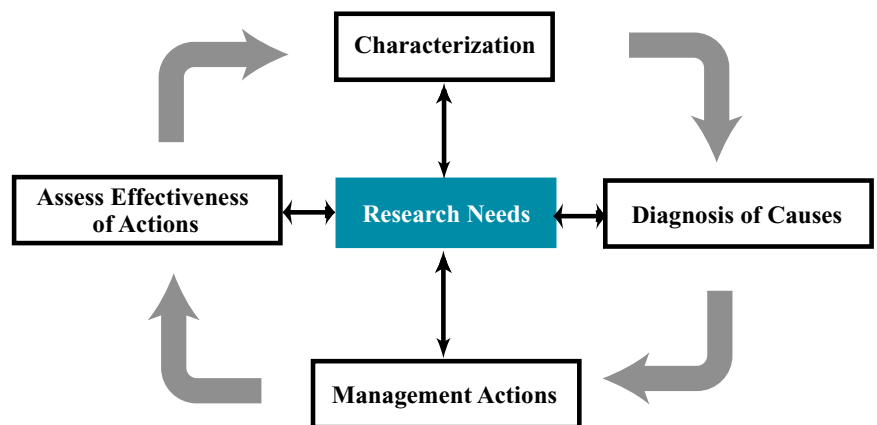 Characterization
Assess Effectiveness
of Actions
Research Needs
Diagnosis of Causes
Management Actions